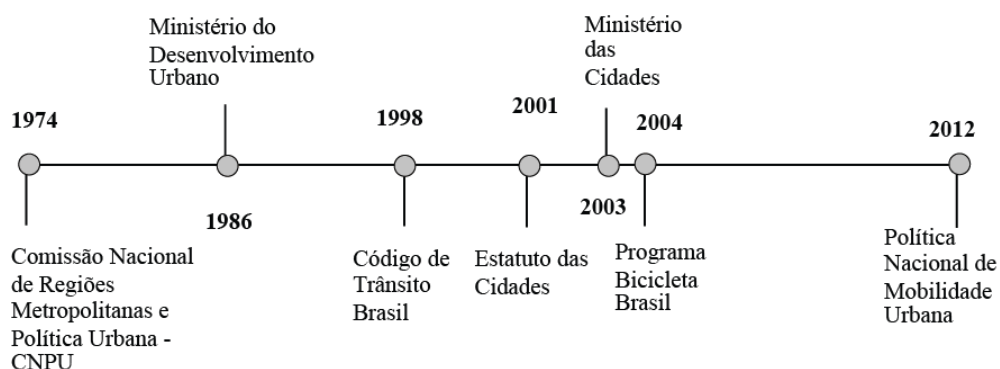 Ministério do
Desenvolvimento
Urbano
Ministério
das
Cidades
1974
1998
2001
2004
2012
1986
2003
Comissão Nacional
de Regiões
Metropolitanas e
Política Urbana -
CNPU
Código de
Trânsito
Brasil
Estatuto das
Cidades
Programa
Bicicleta
Brasil
Política
Nacional de
Mobilidade
Urbana